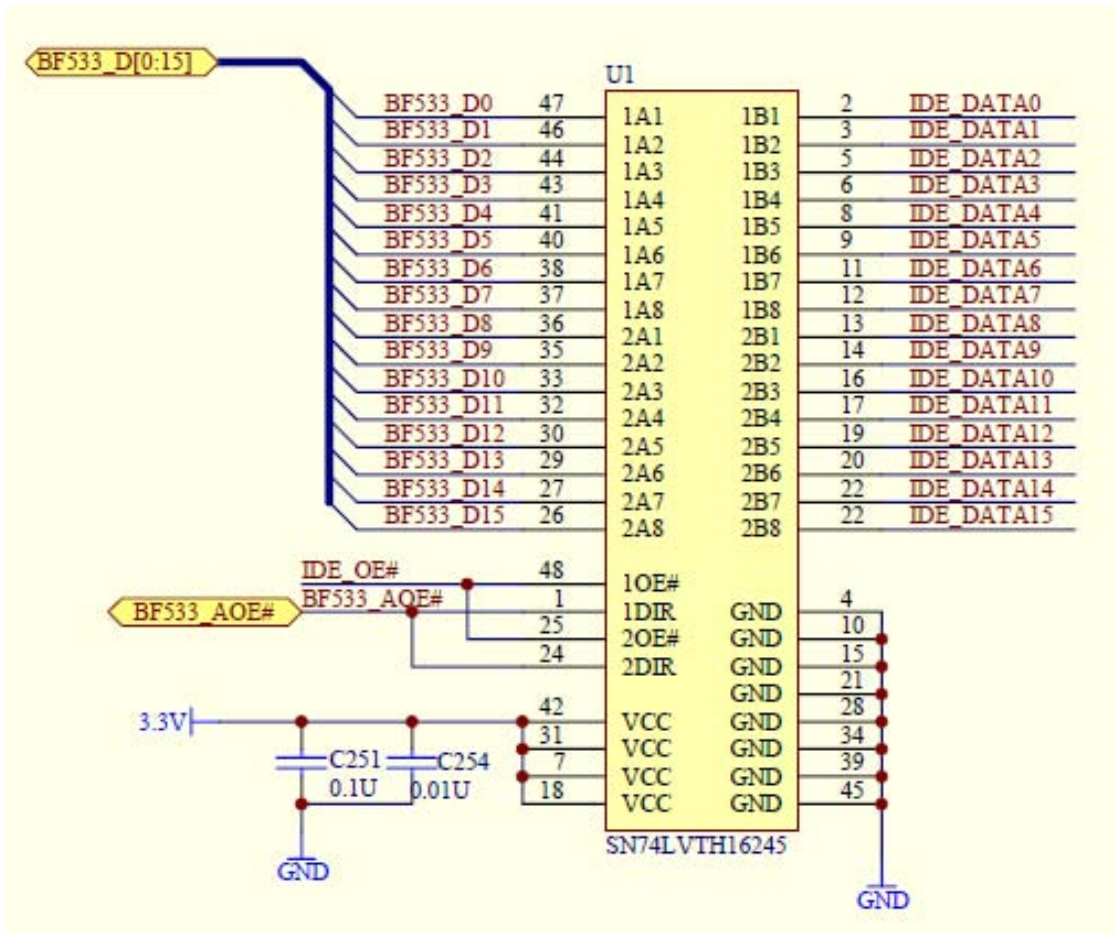 BF533_D[0:15]
U1
BF533_D0 47 1A1 1B1 2 IDE_DATA0
BF533_D1 46 1A2 1B2 3 IDE_DATA1
BF533_D2 44 1A3 1B3 5 IDE_DATA2
BF533_D3 43 1A4 1B4 6 IDE_DATA3
BF533_D4 41 1A5 1B5 8 IDE_DATA4
BF533_D5 40 1A6 1B6 9 IDE_DATA5
BF533_D6 38 1A7 1B7 11 IDE_DATA6
BF533_D7 37 1A8 1B8 12 IDE_DATA7
BF533_D8 36 2A1 2B1 13 IDE_DATA8
BF533_D9 35 2A2 2B2 14 IDE_DATA9
BF533_D10 33 2A3 2B3 16 IDE_DATA10
BF533_D11 32 2A4 2B4 17 IDE_DATA11
BF533_D12 30 2A5 2B5 19 IDE_DATA12
BF533_D13 29 2A6 2B6 20 IDE_DATA13
BF533_D14 27 2A7 2B7 22 IDE_DATA14
BF533_D15 26 2A8 2B8 22 IDE_DATA15
IDE_OE# 48 1OE#
BF533_AOE# BF533_AOE# 1 1DIR GND 4
25 2OE# GND 10
24 2DIR GND 15
GND 21
3.3V 42 VCC GND 28
31 VCC GND 34
C251 C254 7 VCC GND 39
0.1U 0.01U 18 VCC GND 45
SN74LVTH16245
GND
GND